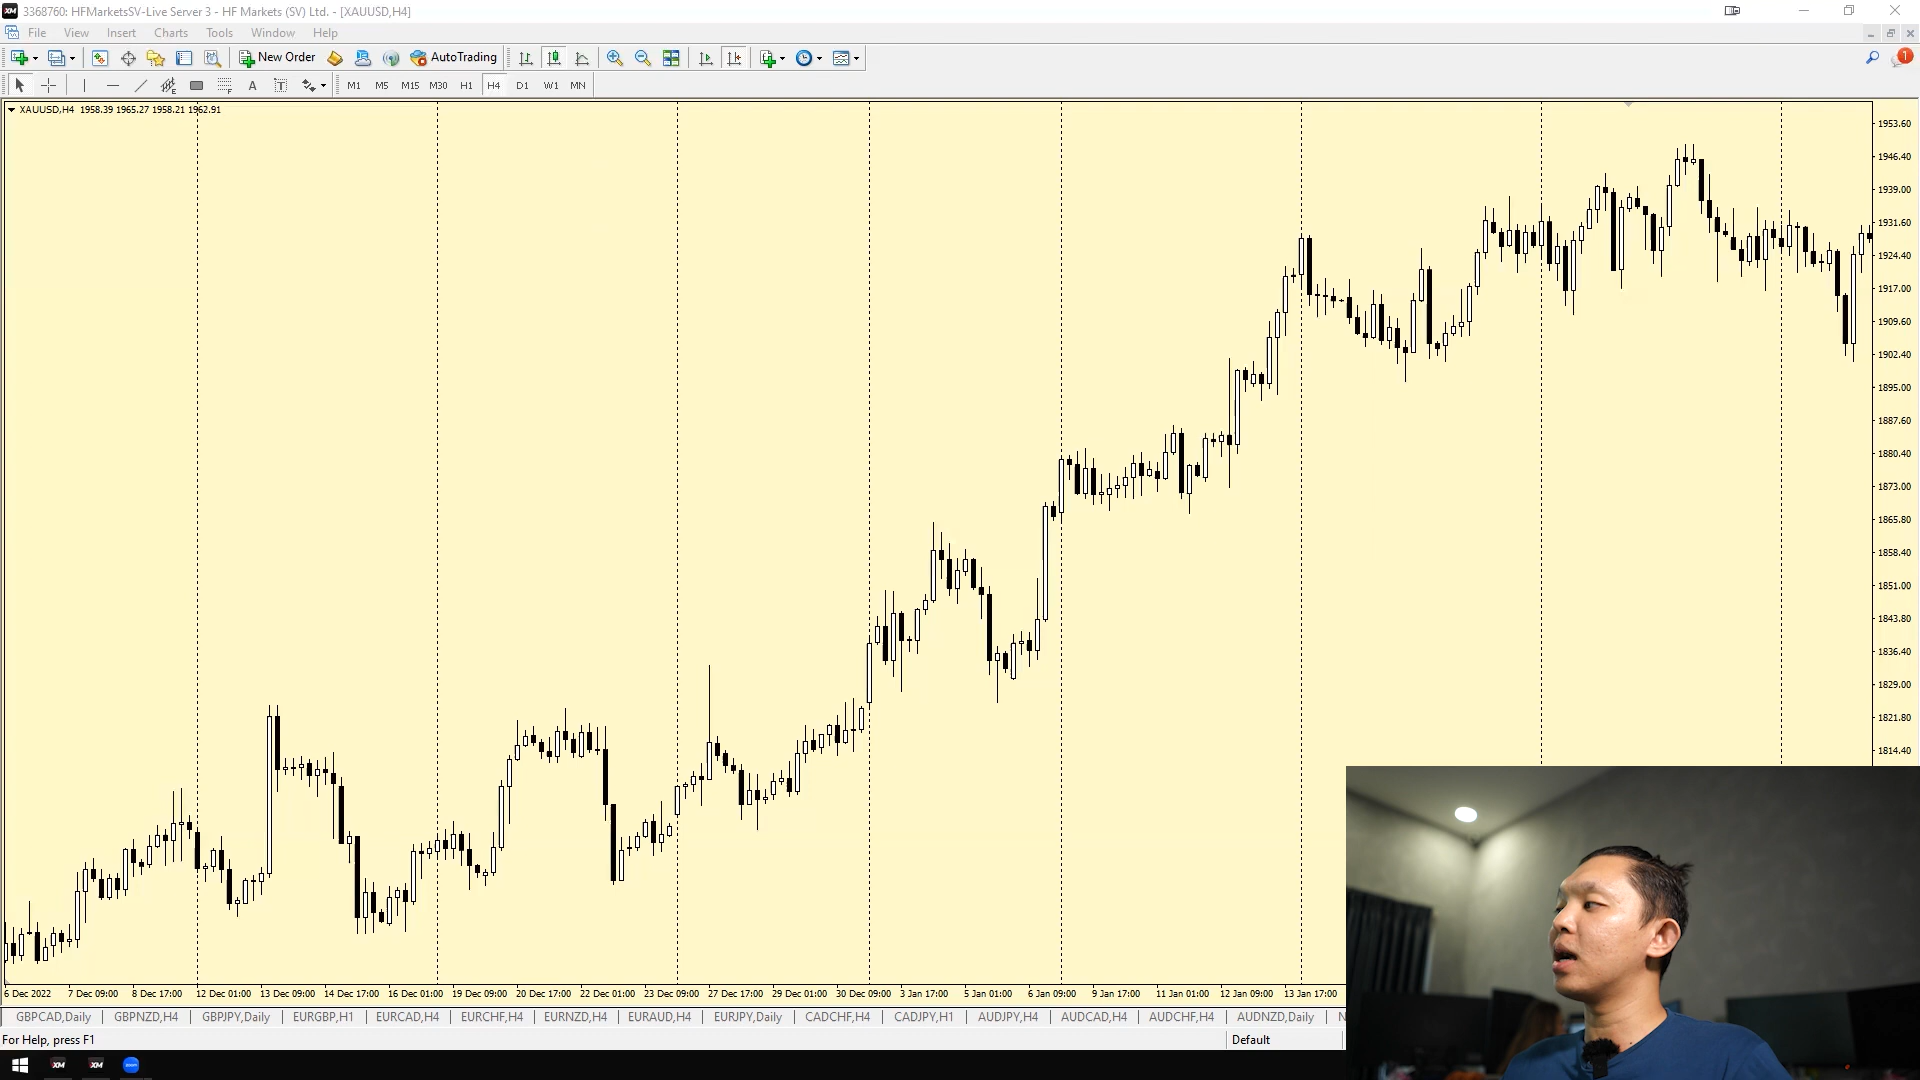 XM 3368760: HFMarketsSV-Live Server 3 - HF Markets (SV) Ltd. - [XAUUSD,H4]
File View Insert Charts Tools Window Help
New Order AutoTrading 1
A T M1 M5 M15 M30 H1 H4 D1 W1 MN
XAUUSD,H4 1958.39 1965.27 1958.21 1962.91
1953.60
1946.40
1939.00
1931.60
1924.40
1917.00
1909.60
1902.40
1895.00
1887.60
1880.40
1873.00
1865.80
1858.40
1851.00
1843.80
1836.40
1829.00
1821.80
1814.40
6 Dec 2022 7 Dec 09:00 8 Dec 17:00 12 Dec 01:00 13 Dec 09:00 14 Dec 17:00 16 Dec 01:00 19 Dec 09:00 20 Dec 17:00 22 Dec 01:00 23 Dec 09:00 27 Dec 17:00 29 Dec 01:00 30 Dec 09:00 3 Jan 17:00 5 Jan 01:00 6 Jan 09:00 9 Jan 17:00 11 Jan 01:00 12 Jan 09:00 13 Jan 17:00
GBPCAD,Daily GBPNZD,H4 GBPJPY,Daily EURGBP,H1 EURCAD,H4 EURCHF,H4 EURNZD,H4 EURAUD,H4 EURJPY,Daily CADCHF,H4 CADJPY,H1 AUDJPY,H4 AUDCAD,H4 AUDCHF,H4 AUDNZD,Daily N
For Help, press F1 Default
XM XM zoom